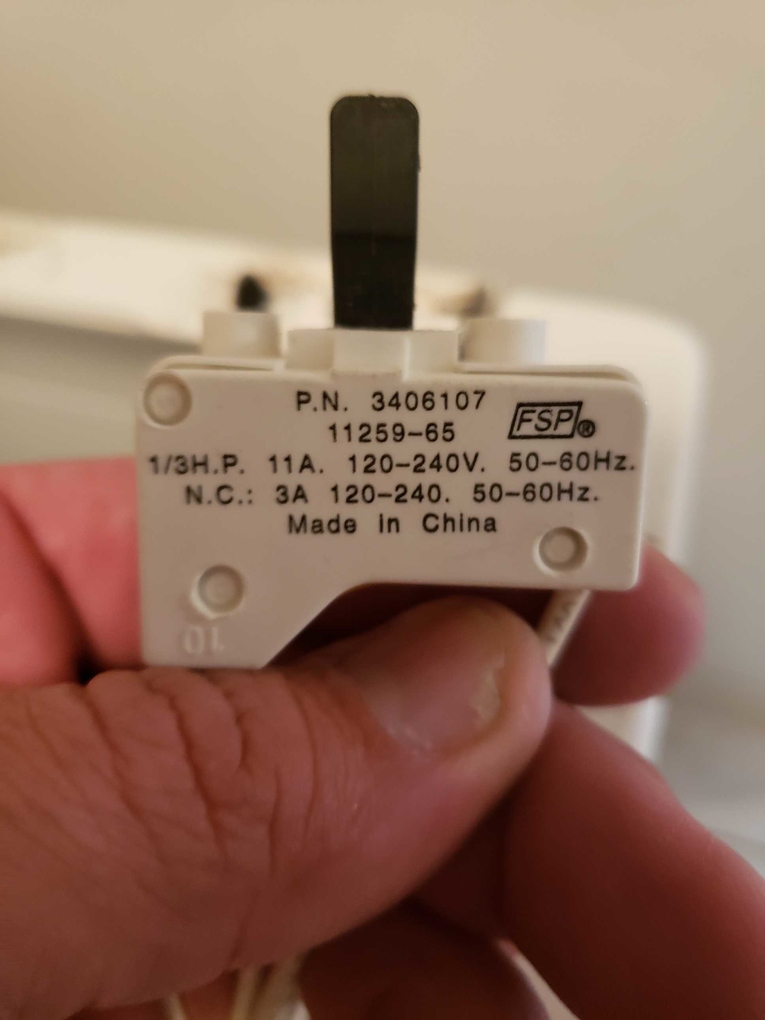 P.N. 3406107
11259-65
FSP®
1/3H.P. 11A. 120-240V. 50-60Hz.
N.C.: 3A 120-240. 50-60Hz.
Made in China
10